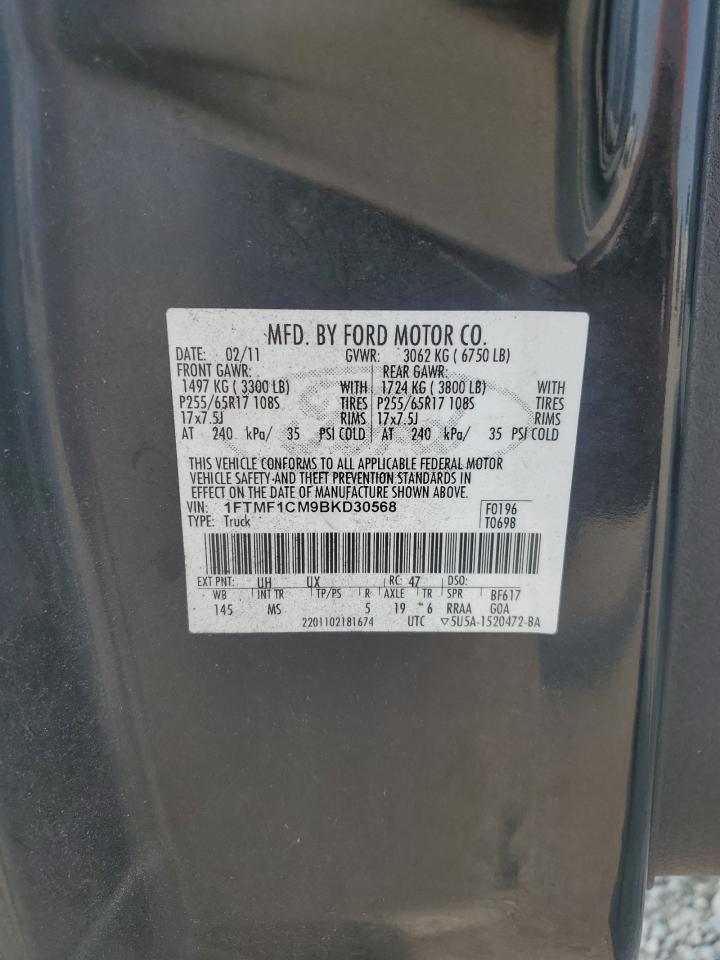 MFD. BY FORD MOTOR CO.
DATE: 02/11 GVWR: 3062 KG ( 6750 LB)
FRONT GAWR: REAR GAWR:
1497 KG ( 3300 LB) WITH 1724 KG ( 3800 LB) WITH
P255/65R17 108S TIRES P255/65R17 108S TIRES
17x7.5J RIMS 17x7.5J RIMS
AT 240 kPa/ 35 PSI COLD AT 240 kPa/ 35 PSI COLD
THIS VEHICLE CONFORMS TO ALL APPLICABLE FEDERAL MOTOR
VEHICLE SAFETY AND THEFT PREVENTION STANDARDS IN
EFFECT ON THE DATE OF MANUFACTURE SHOWN ABOVE.
VIN: 1FTMF1CM9BKD30568 F0196
TYPE: Truck T0698
EXT PNT: UH UX RC: 47 DSO:
WB INT TR TP/PS R AXLE TR SPR BF617
145 MS 5 19 6 RRAA GOA
2201102181674 UTC ▽5U5A-1520472-BA